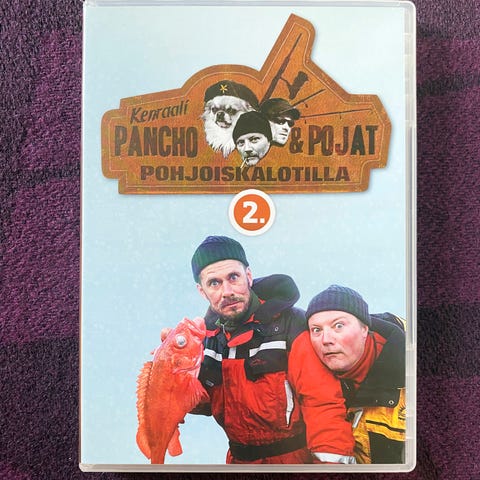 Kenraali
PANCHO & POJAT
POHJOISKALOTILLA
2.